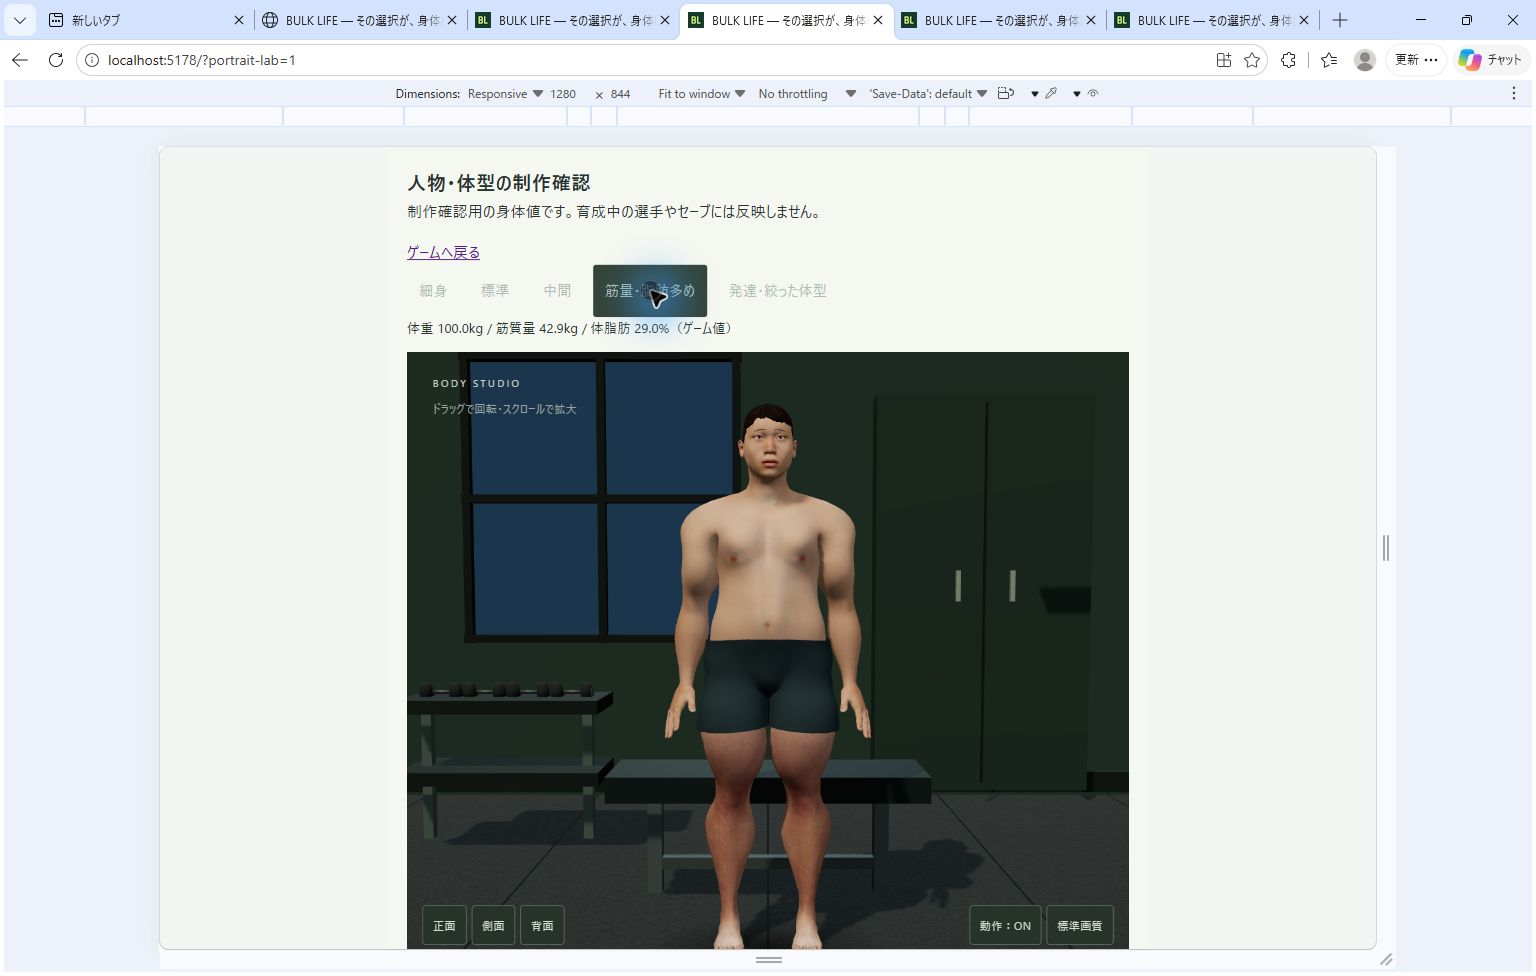 新しいタブ
BULK LIFE — その選択が、身体
BULK LIFE — その選択が、身体
BULK LIFE — その選択が、身体
BULK LIFE — その選択が、身体
BULK LIFE — その選択が、身体
BL
BL
BL
BL
localhost:5178/?portrait-lab=1
更新
チャット
Dimensions: Responsive 1280 × 844 Fit to window No throttling 'Save-Data': default
人物・体型の制作確認
制作確認用の身体値です。育成中の選手やセーブには反映しません。
ゲームへ戻る
細身 標準 中間 筋量・脂肪多め 発達・絞った体型
体重 100.0kg / 筋質量 42.9kg / 体脂肪 29.0%（ゲーム値）
BODY STUDIO
ドラッグで回転・スクロールで拡大
正面 側面 背面 動作：ON 標準画質